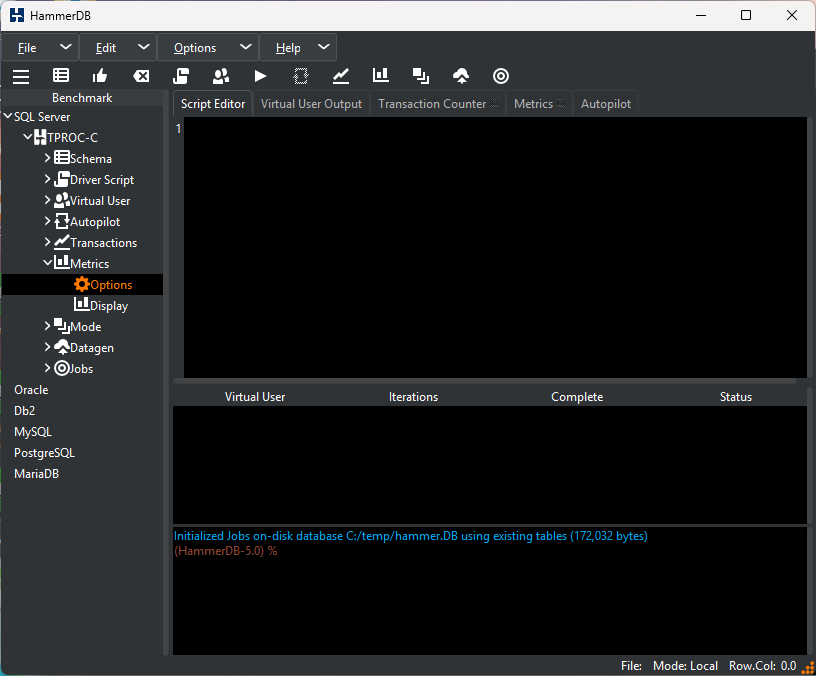 HammerDB
File Edit Options Help
Benchmark
Script Editor Virtual User Output Transaction Counter Metrics Autopilot
SQL Server
TPROC-C
Schema
Driver Script
Virtual User
Autopilot
Transactions
Metrics
Options
Display
Mode
Datagen
Jobs
Oracle
Db2
MySQL
PostgreSQL
MariaDB
1
Virtual User Iterations Complete Status
Initialized Jobs on-disk database C:/temp/hammer.DB using existing tables (172,032 bytes)
(HammerDB-5.0) %
File: Mode: Local Row.Col: 0.0